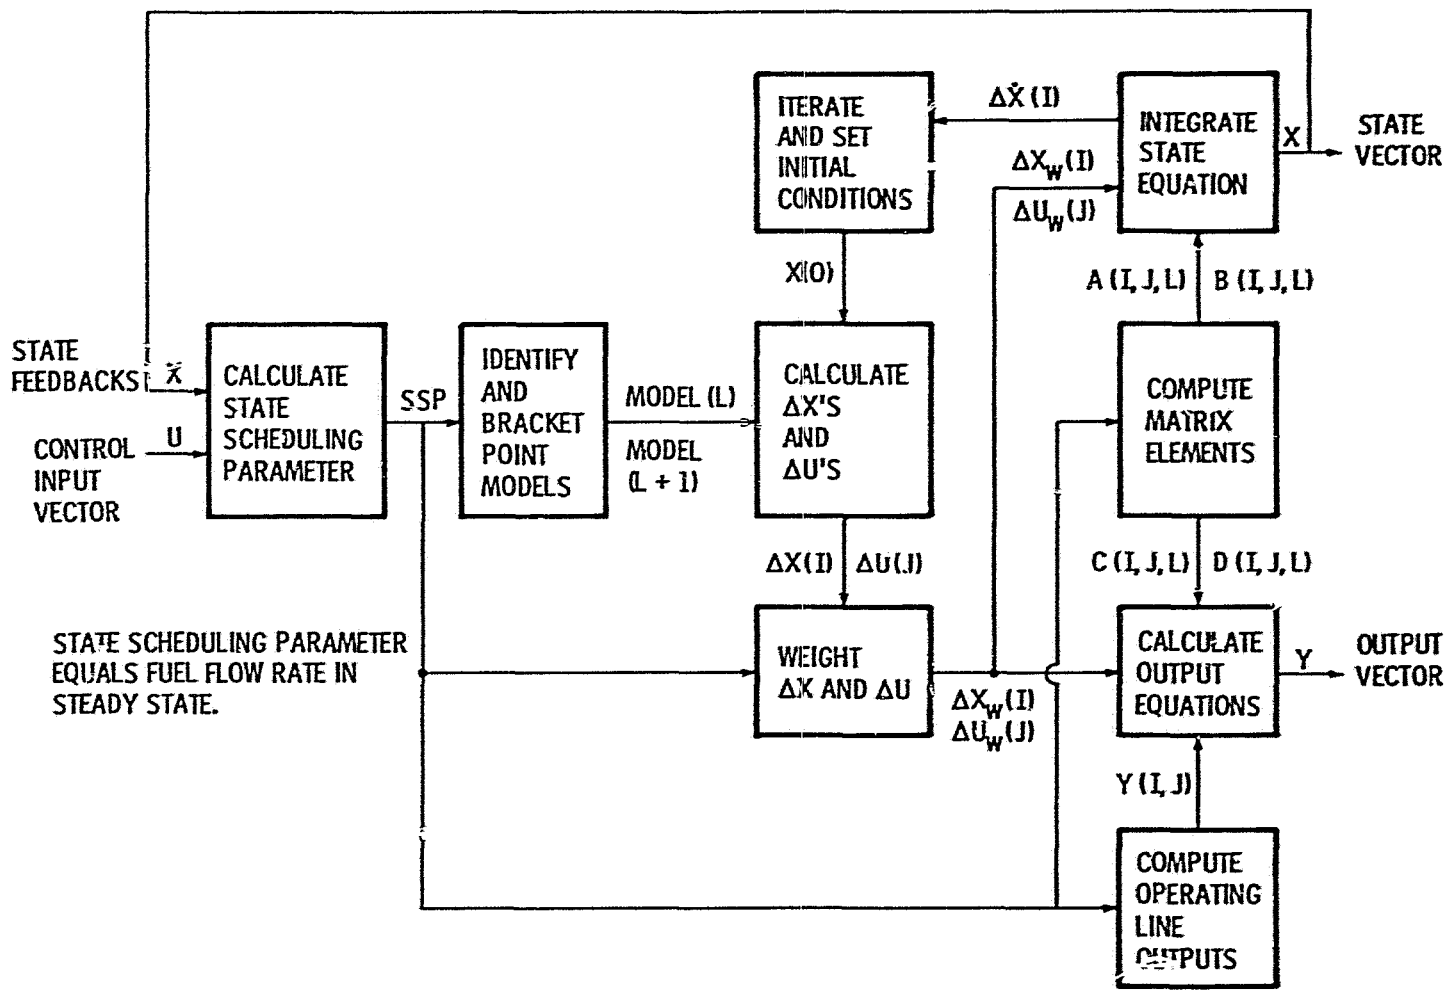 ITERATE
AND SET
INITIAL
CONDITIONS
ΔẊ (I)
INTEGRATE
STATE
EQUATION
X
STATE
VECTOR
ΔX_W(I)
ΔU_W(J)
X(0)
A (I, J, L)
B (I, J, L)
STATE
FEEDBACKS
X
CONTROL
INPUT
VECTOR
U
CALCULATE
STATE
SCHEDULING
PARAMETER
SSP
IDENTIFY
AND
BRACKET
POINT
MODELS
MODEL (L)
MODEL
(L + 1)
CALCULATE
ΔX'S
AND
ΔU'S
COMPUTE
MATRIX
ELEMENTS
ΔX(I)
ΔU(J)
C (I, J, L)
D (I, J, L)
STATE SCHEDULING PARAMETER
EQUALS FUEL FLOW RATE IN
STEADY STATE.
WEIGHT
ΔX AND ΔU
ΔX_W(I)
ΔU_W(J)
CALCULATE
OUTPUT
EQUATIONS
Y
OUTPUT
VECTOR
Y (I, J)
COMPUTE
OPERATING
LINE
OUTPUTS